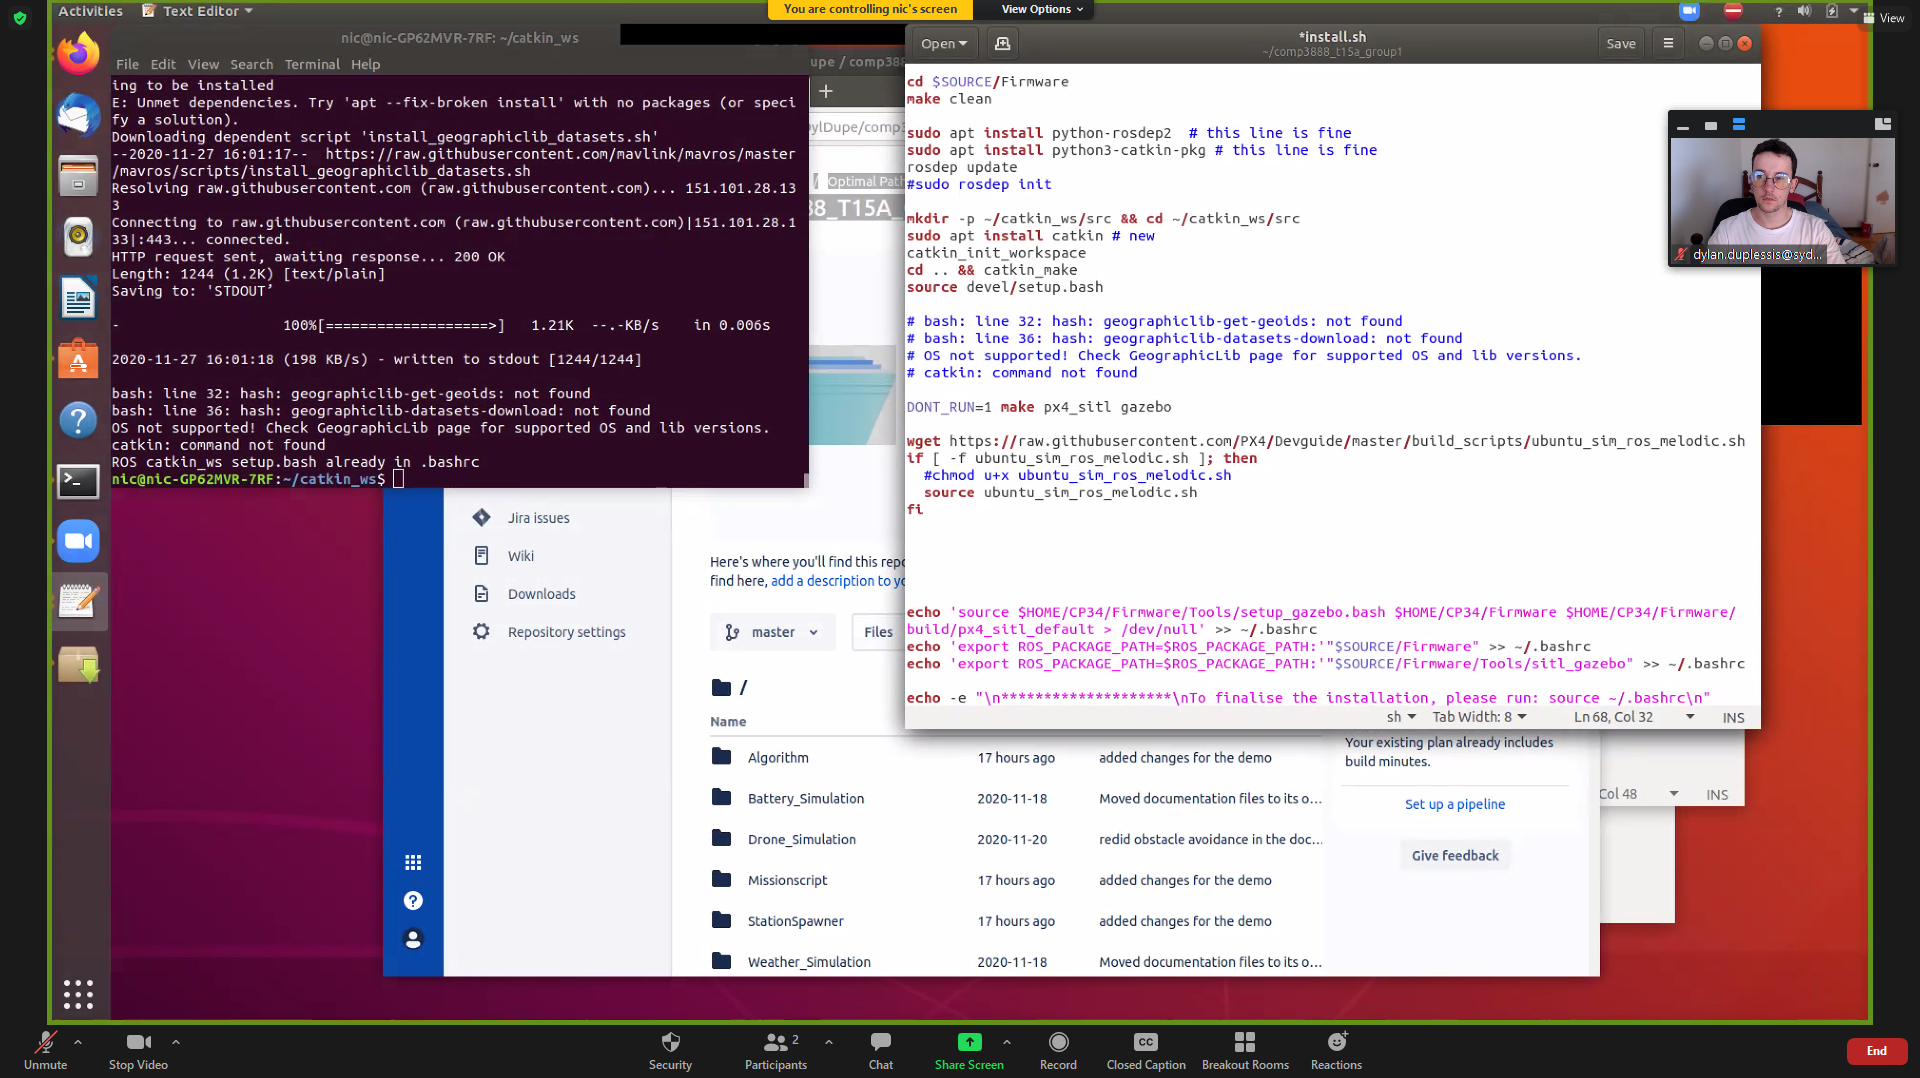 Activities
Text Editor
You are controlling nic's screen
View Options
View
nic@nic-GP62MVR-7RF: ~/catkin_ws
File Edit View Search Terminal Help
ing to be installed
E: Unmet dependencies. Try 'apt --fix-broken install' with no packages (or speci
fy a solution).
Downloading dependent script 'install_geographiclib_datasets.sh'
--2020-11-27 16:01:17--  https://raw.githubusercontent.com/mavlink/mavros/master
/mavros/scripts/install_geographiclib_datasets.sh
Resolving raw.githubusercontent.com (raw.githubusercontent.com)... 151.101.28.13
3
Connecting to raw.githubusercontent.com (raw.githubusercontent.com)|151.101.28.1
33|:443... connected.
HTTP request sent, awaiting response... 200 OK
Length: 1244 (1.2K) [text/plain]
Saving to: 'STDOUT'
-                   100%[===================>]   1.21K  --.-KB/s    in 0.006s
2020-11-27 16:01:18 (198 KB/s) - written to stdout [1244/1244]
bash: line 32: hash: geographiclib-get-geoids: not found
bash: line 36: hash: geographiclib-datasets-download: not found
OS not supported! Check GeographicLib page for supported OS and lib versions.
catkin: command not found
ROS catkin_ws setup.bash already in .bashrc
nic@nic-GP62MVR-7RF:~/catkin_ws$
upe / comp3888
ylDupe/comp3
/ Optimal Path
88_T15A_
Open
*install.sh
~/comp3888_t15a_group1
Save
cd $SOURCE/Firmware
make clean
sudo apt install python-rosdep2  # this line is fine
sudo apt install python3-catkin-pkg # this line is fine
rosdep update
#sudo rosdep init
mkdir -p ~/catkin_ws/src && cd ~/catkin_ws/src
sudo apt install catkin # new
catkin_init_workspace
cd .. && catkin_make
source devel/setup.bash
# bash: line 32: hash: geographiclib-get-geoids: not found
# bash: line 36: hash: geographiclib-datasets-download: not found
# OS not supported! Check GeographicLib page for supported OS and lib versions.
# catkin: command not found
DONT_RUN=1 make px4_sitl gazebo
wget https://raw.githubusercontent.com/PX4/Devguide/master/build_scripts/ubuntu_sim_ros_melodic.sh
if [ -f ubuntu_sim_ros_melodic.sh ]; then
  #chmod u+x ubuntu_sim_ros_melodic.sh
  source ubuntu_sim_ros_melodic.sh
fi
echo 'source $HOME/CP34/Firmware/Tools/setup_gazebo.bash $HOME/CP34/Firmware $HOME/CP34/Firmware/
build/px4_sitl_default > /dev/null' >> ~/.bashrc
echo 'export ROS_PACKAGE_PATH=$ROS_PACKAGE_PATH:'"$SOURCE/Firmware" >> ~/.bashrc
echo 'export ROS_PACKAGE_PATH=$ROS_PACKAGE_PATH:'"$SOURCE/Firmware/Tools/sitl_gazebo" >> ~/.bashrc
echo -e "\n********************\nTo finalise the installation, please run: source ~/.bashrc\n"
sh
Tab Width: 8
Ln 68, Col 32
INS
dylan.duplessis@syd...
Jira issues
Wiki
Downloads
Repository settings
Here's where you'll find this repo
find here, add a description to yo
master
Files
/
Name
Algorithm 17 hours ago added changes for the demo
Battery_Simulation 2020-11-18 Moved documentation files to its o...
Drone_Simulation 2020-11-20 redid obstacle avoidance in the doc...
Missionscript 17 hours ago added changes for the demo
StationSpawner 17 hours ago added changes for the demo
Weather_Simulation 2020-11-18 Moved documentation files to its o...
Your existing plan already includes
build minutes.
Set up a pipeline
Give feedback
Col 48
INS
Unmute
Stop Video
Security
2
Participants
Chat
Share Screen
Record
CC
Closed Caption
Breakout Rooms
Reactions
End